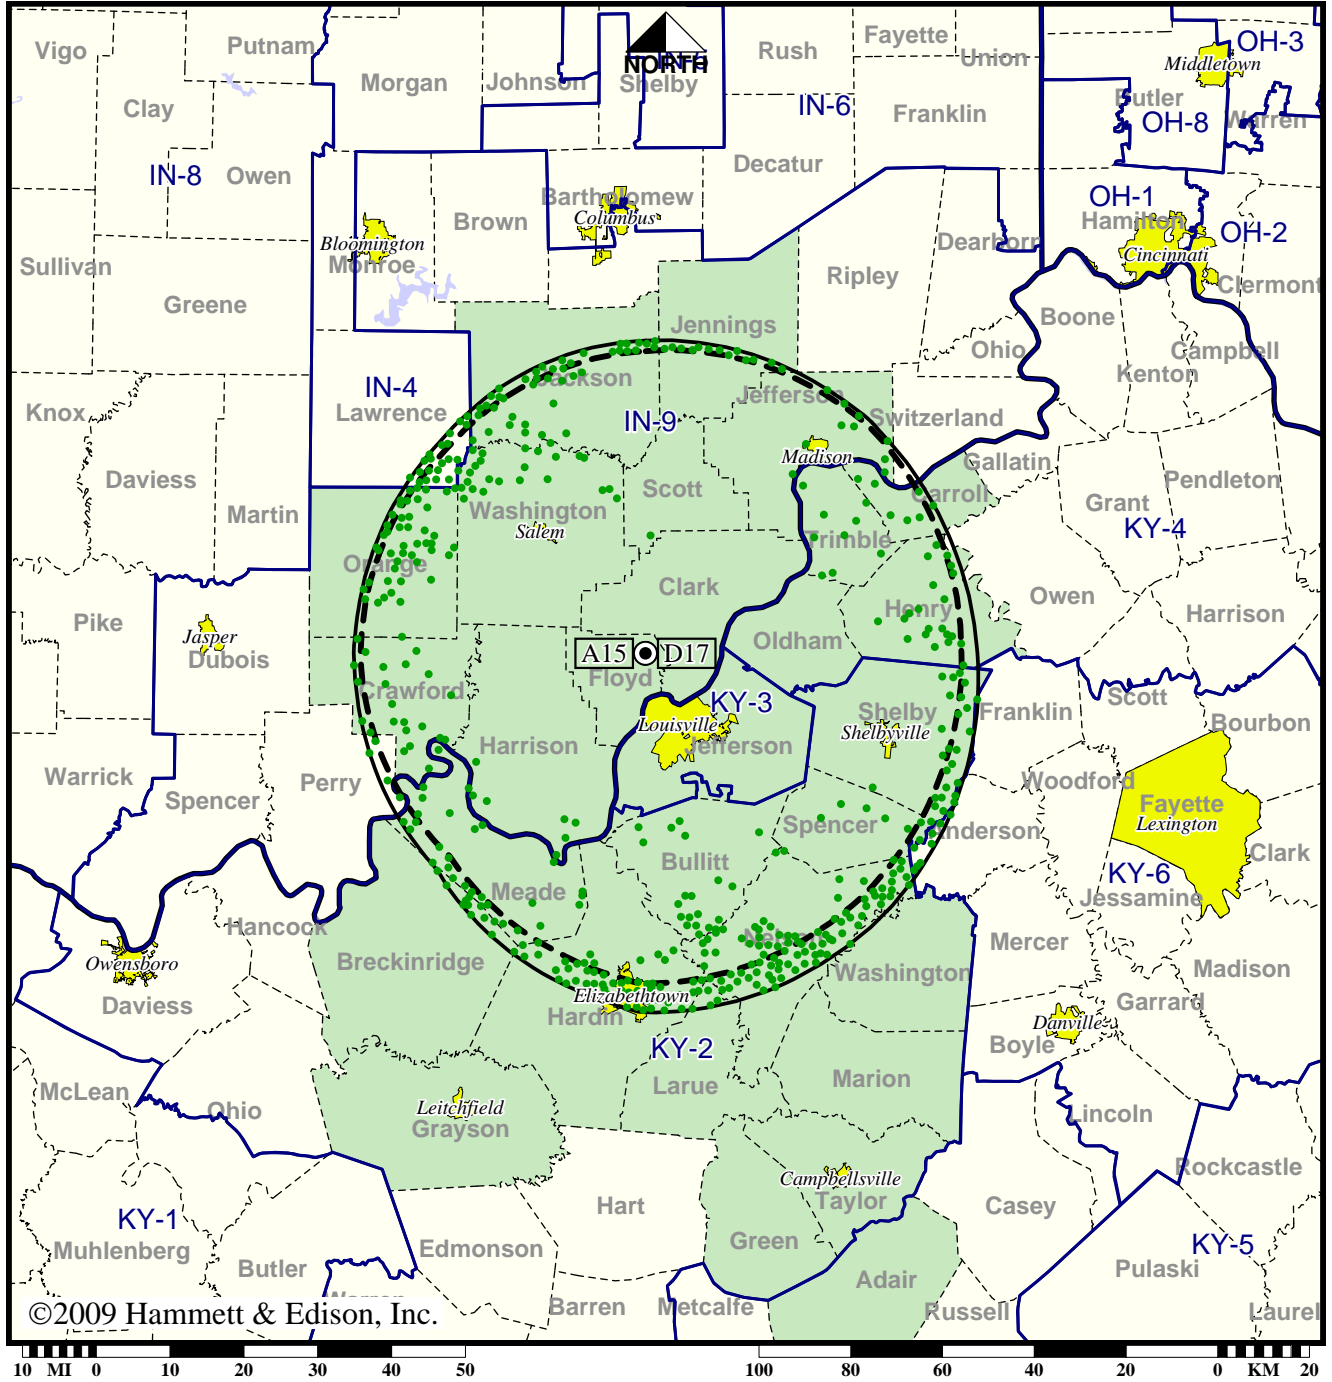 Vigo
Putnam
Morgan
Johnson
NORTH
Shelby
Rush
Fayette
Union
OH-3
Middletown
Butler
OH-8
Warren
Clay
IN-6
Franklin
IN-8
Owen
Decatur
Bartholomew
Columbus
Brown
Bloomington
Monroe
OH-1
Hamilton
OH-2
Cincinnati
Clermont
Dearborn
Sullivan
Greene
Ripley
Boone
Jennings
Ohio
Campbell
Kenton
Jackson
IN-4
Lawrence
Jefferson
IN-9
Switzerland
Knox
Madison
Gallatin
Daviess
Scott
Carroll
Pendleton
Grant
KY-4
Martin
Washington
Salem
Trimble
Orange
Clark
Henry
Owen
Harrison
Pike
Jasper
Dubois
Oldham
A15
D17
Floyd
Crawford
KY-3
Louisville
Jefferson
Shelby
Shelbyville
Franklin
Scott
Bourbon
Harrison
Warrick
Perry
Spencer
Woodford
Fayette
Lexington
Spencer
Anderson
Clark
Bullitt
KY-6
Jessamine
Meade
Hancock
Nelson
Mercer
Owensboro
Breckinridge
Washington
Madison
Daviess
Elizabethtown
Hardin
Garrard
Danville
Boyle
KY-2
Larue
Marion
McLean
Ohio
Leitchfield
Grayson
Lincoln
Rockcastle
Campbellsville
Taylor
Hart
Casey
KY-1
Muhlenberg
Edmonson
Green
KY-5
Butler
Adair
Pulaski
Warren
Barren
Metcalfe
Russell
Laurel
©2009 Hammett & Edison, Inc.
10 MI 0 10 20 30 40 50 100 80 60 40 20 0 KM 20